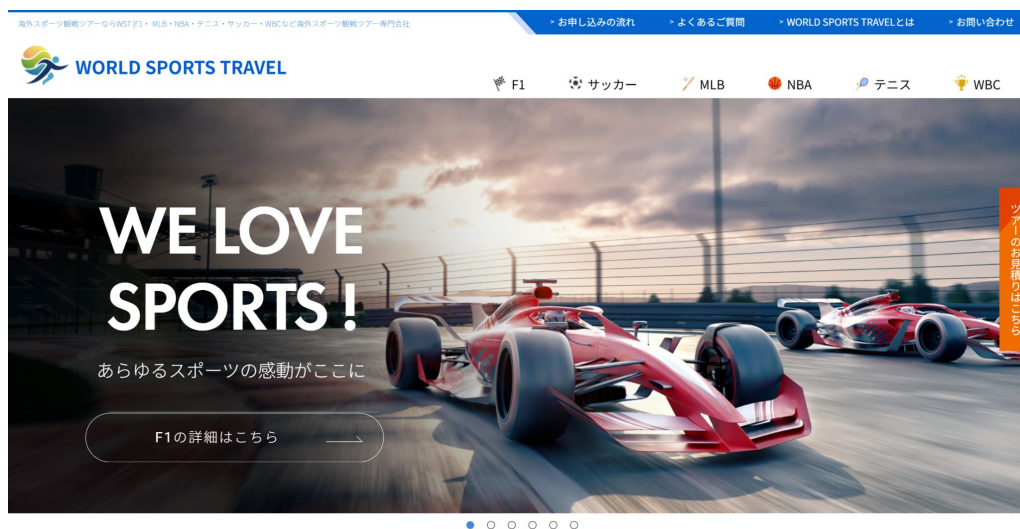 海外スポーツ観戦ツアーならWST |F1・ MLB・NBA・テニス・サッカー・WBCなど海外スポーツ観戦ツアー専門会社
> お申し込みの流れ
> よくあるご質問
> WORLD SPORTS TRAVELとは
> お問い合わせ
WORLD SPORTS TRAVEL
F1
サッカー
MLB
NBA
テニス
WBC
WE LOVE
SPORTS !
あらゆるスポーツの感動がここに
F1の詳細はこちら
ツアーのお見積りはこちら